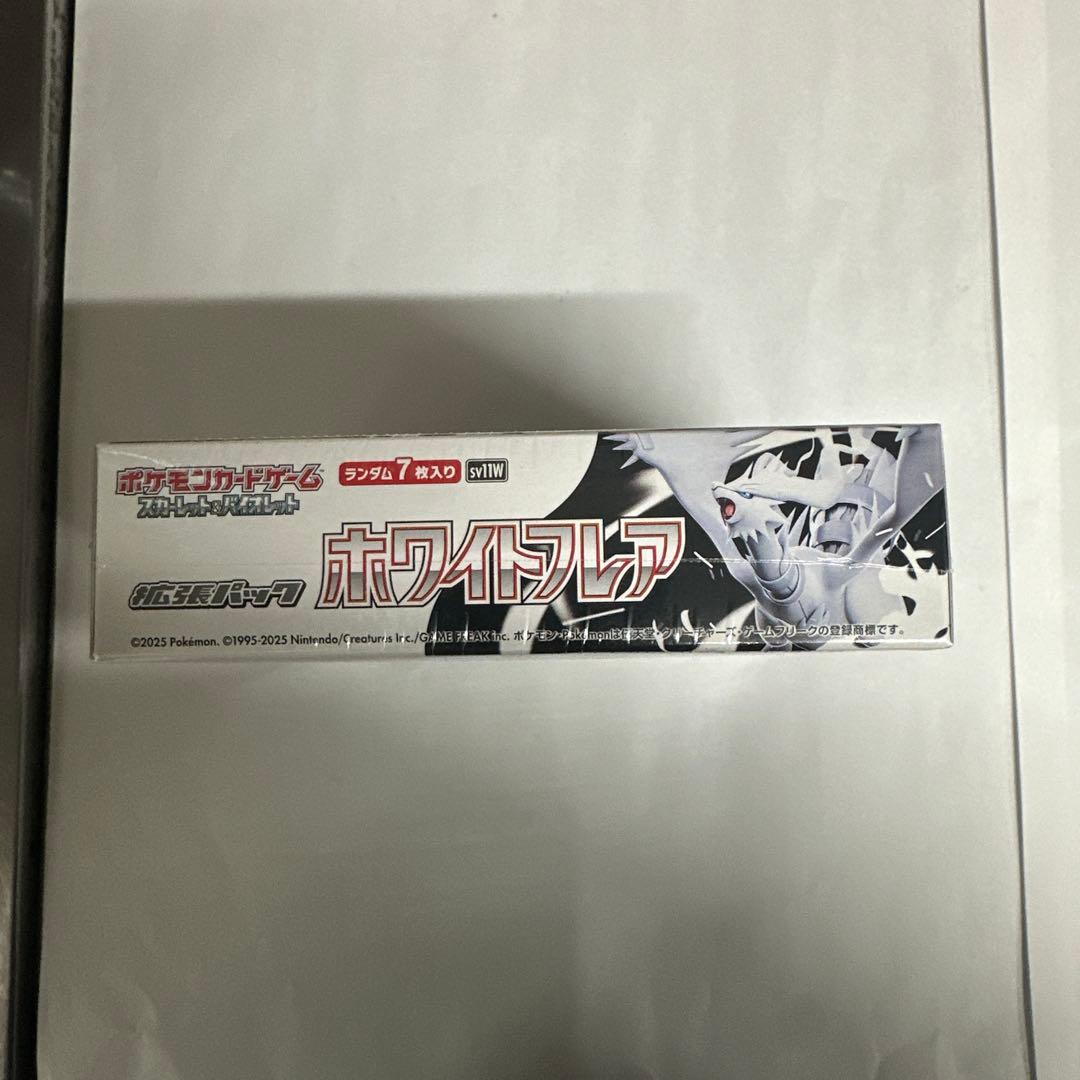 ポケモンカードゲーム
スカーレット&バイオレット
ランダム7枚入り
sv11W
拡張パック
ホワイトフレア
©2025 Pokémon. ©1995-2025 Nintendo/Creatures Inc./GAME FREAK inc. ポケモン・Pokémonは任天堂・クリーチャーズ・ゲームフリークの登録商標です。